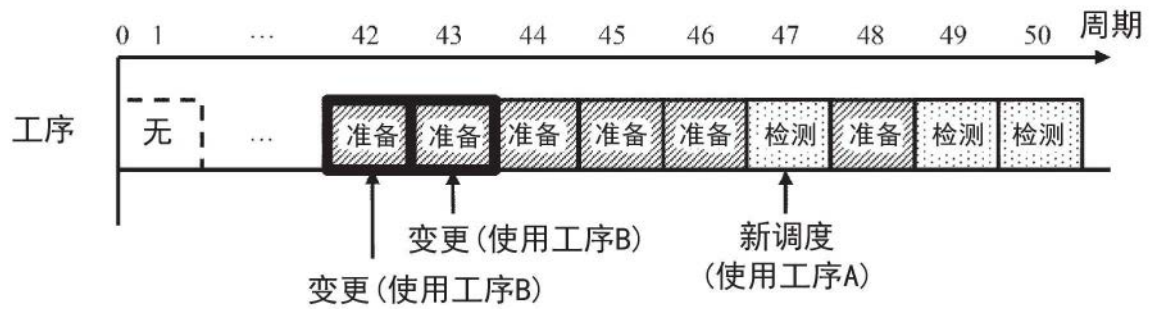 0 1 … 42 43 44 45 46 47 48 49 50 周期
工序 无 … 准备 准备 准备 准备 准备 检测 准备 检测 检测
变更(使用工序B) 新调度
(使用工序A)
变更(使用工序B)